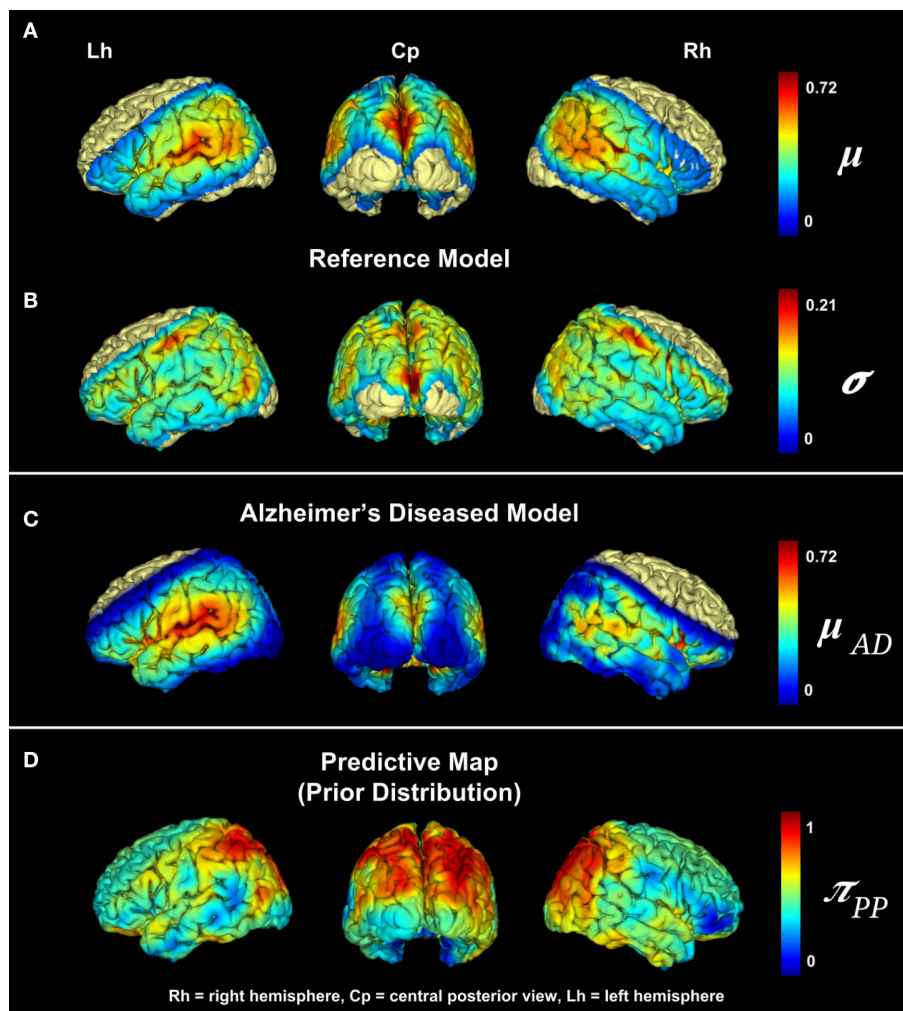 A
Lh Cp Rh
0.72
μ
0
Reference Model
B
0.21
σ
0
C
Alzheimer's Diseased Model
0.72
μ AD
0
D
Predictive Map
(Prior Distribution)
1
π PP
0
Rh = right hemisphere, Cp = central posterior view, Lh = left hemisphere